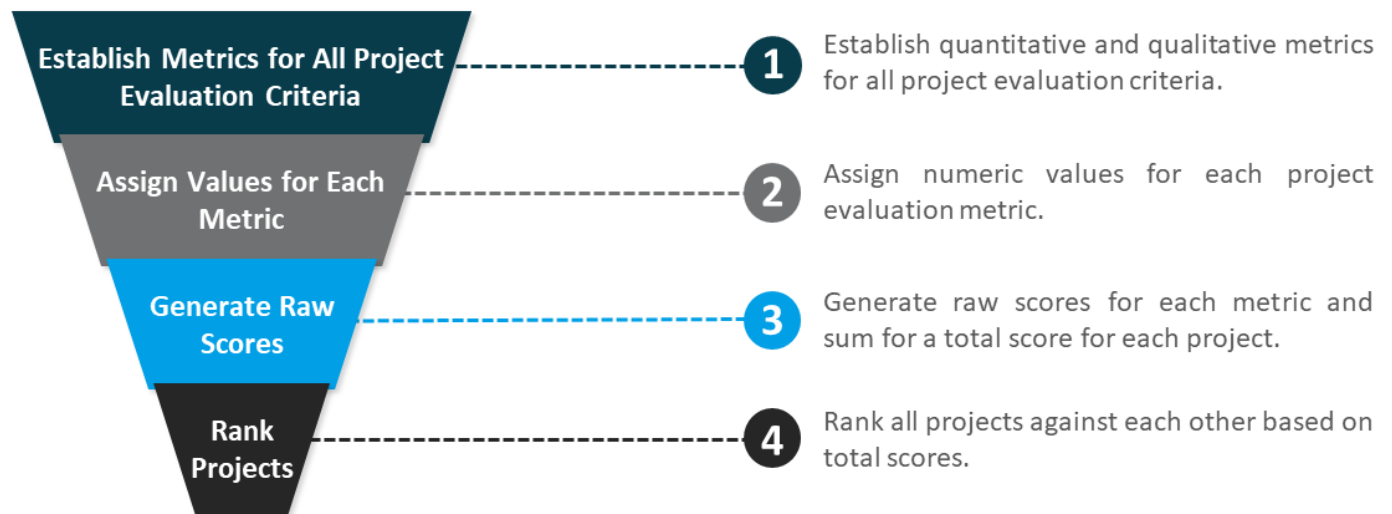 Establish Metrics for All Project
Evaluation Criteria
1
Establish quantitative and qualitative metrics
for all project evaluation criteria.
Assign Values for Each
Metric
2
Assign numeric values for each project
evaluation metric.
Generate Raw
Scores
3
Generate raw scores for each metric and
sum for a total score for each project.
Rank
Projects
4
Rank all projects against each other based on
total scores.